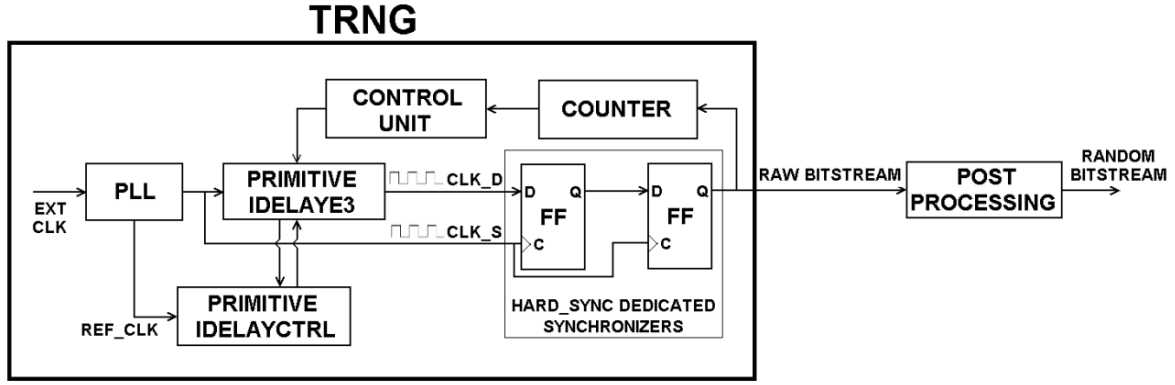 TRNG
CONTROL
UNIT
COUNTER
EXT
CLK
PLL
PRIMITIVE
IDELAYE3
CLK_D
CLK_S
D
Q
FF
C
D
Q
FF
C
HARD_SYNC DEDICATED
SYNCHRONIZERS
REF_CLK
PRIMITIVE
IDELAYCTRL
RAW BITSTREAM
POST
PROCESSING
RANDOM
BITSTREAM